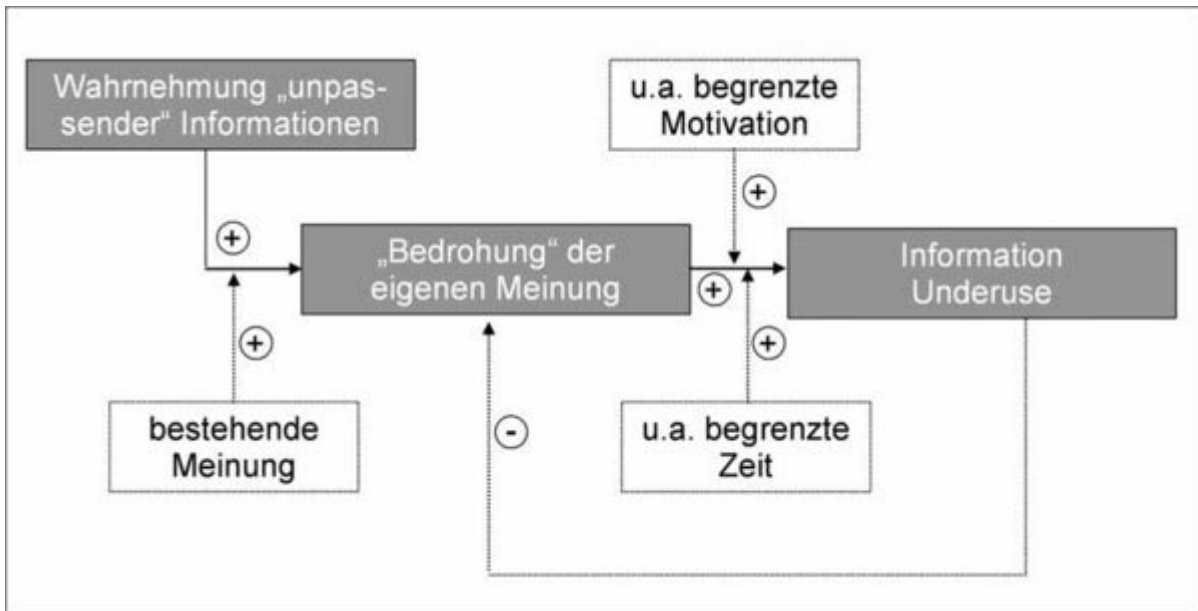 Wahrnehmung „unpas-
sender“ Informationen
u.a. begrenzte
Motivation
+
+
„Bedrohung“ der
eigenen Meinung
+
Information
Underuse
+
+
bestehende
Meinung
-
u.a. begrenzte
Zeit